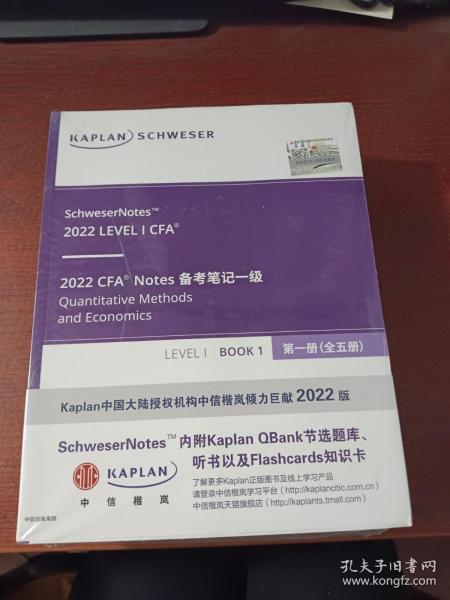 KAPLAN SCHWESER
SchweserNotes™
2022 LEVEL I CFA®
2022 CFA® Notes 备考笔记一级
Quantitative Methods
and Economics
LEVEL I BOOK 1 第一册(全五册)
Kaplan中国大陆授权机构中信楷岚倾力巨献 2022 版
SchweserNotes™ 内附Kaplan QBank节选题库、
听书以及Flashcards知识卡
KAPLAN
中信楷岚
了解更多Kaplan正版图书及线上学习产品
请登录中信楷岚学习平台(http://kaplancitic.com.cn)
中信楷岚天猫旗舰店(http://kaplants.tmall.com)
中信出版集团
孔夫子旧书网
www.kongfz.com